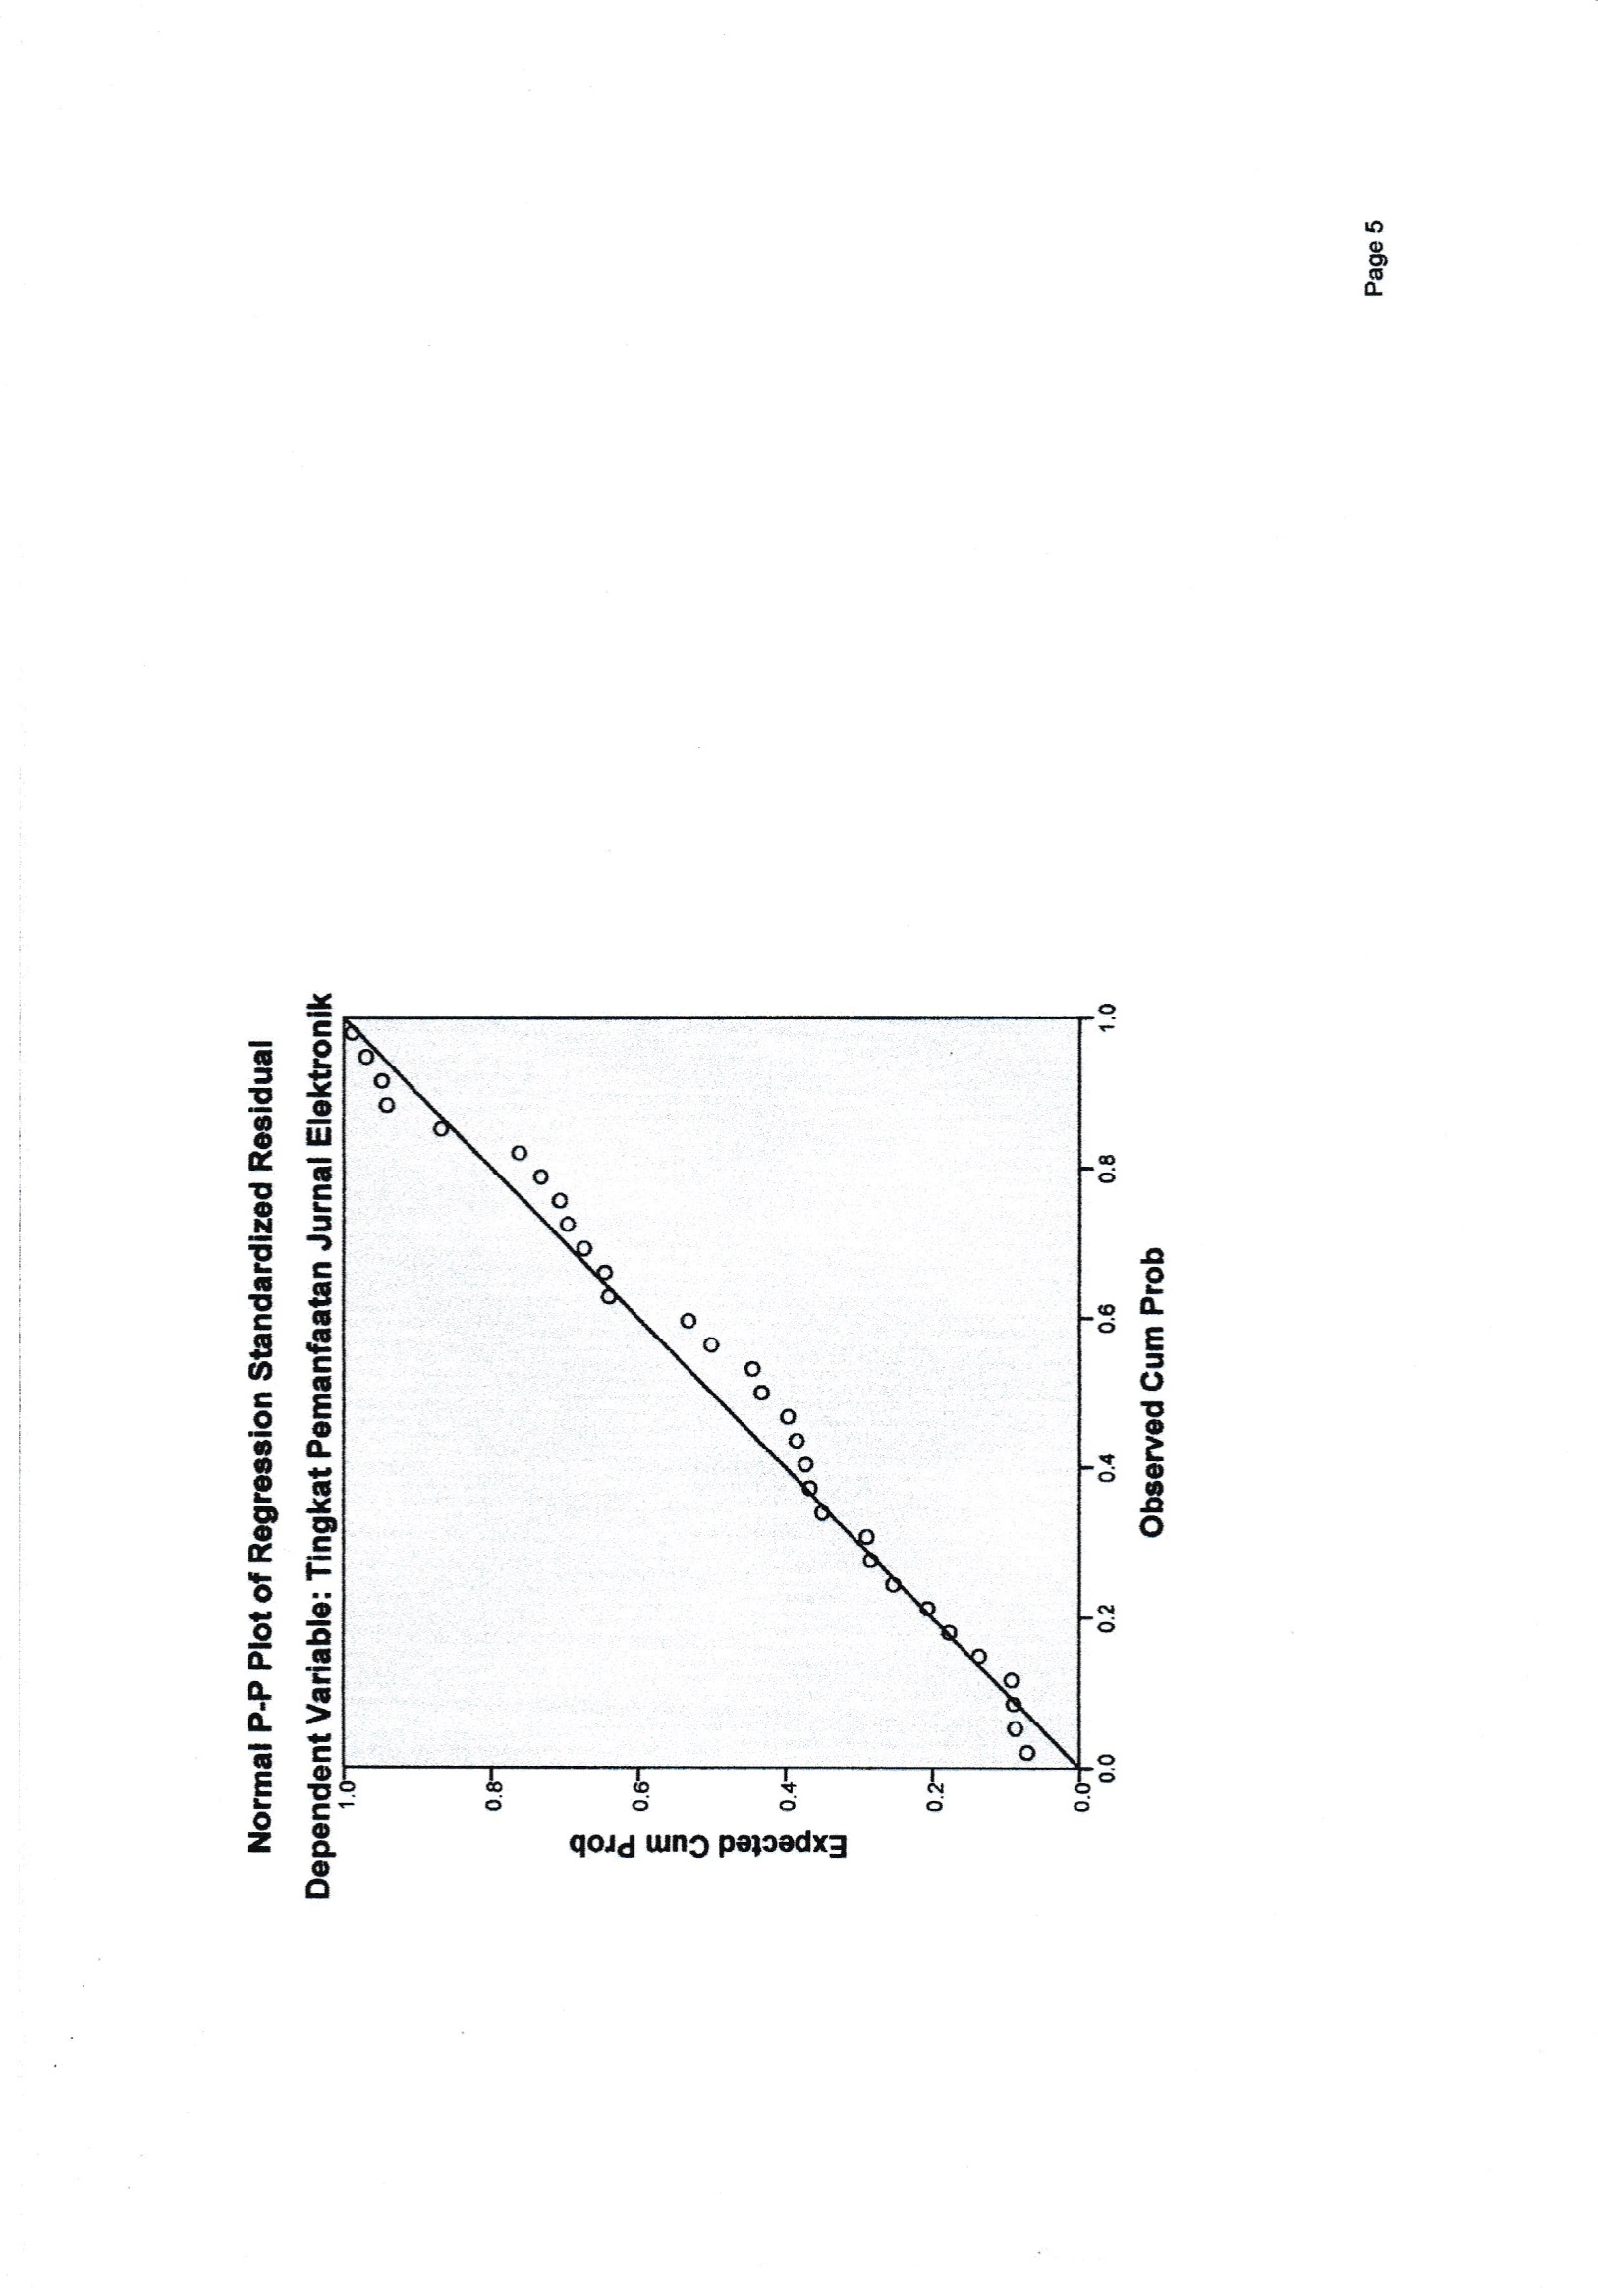 Normal P-P Plot of Regression Standardized Residual
Dependent Variable: Tingkat Pemanfaatan Jurnal Elektronik
Expected Cum Prob
1.0
0.8
0.6
0.4
0.2
0.0
0.0
0.2
0.4
0.6
0.8
1.0
Observed Cum Prob
Page 5